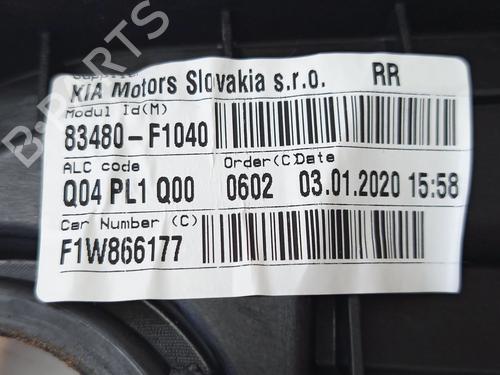 KIA Motors Slovakia s.r.o. RR
Modul Id(M)
83480-F1040
ALC code Order(C)Date
Q04 PL1 Q00 0602 03.01.2020 15:58
Car Number (C)
F1W866177
B-PARTS